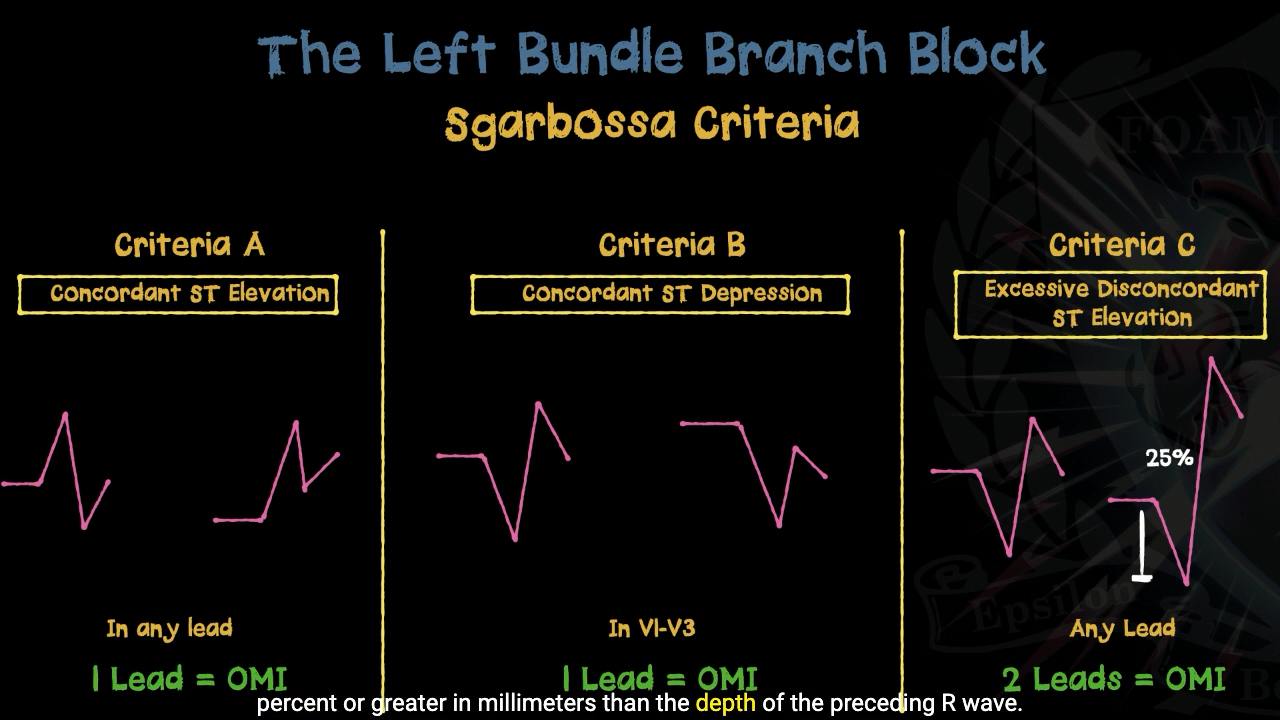 The Left Bundle Branch Block
Sgarbossa Criteria
Criteria A
Concordant ST Elevation
In any lead
1 Lead = OMI
Criteria B
Concordant ST Depression
In V1-V3
1 Lead = OMI
Criteria C
Excessive Disconcordant
ST Elevation
25%
Any Lead
2 Leads = OMI
FOAM
Epsilon
percent or greater in millimeters than the depth of the preceding R wave.